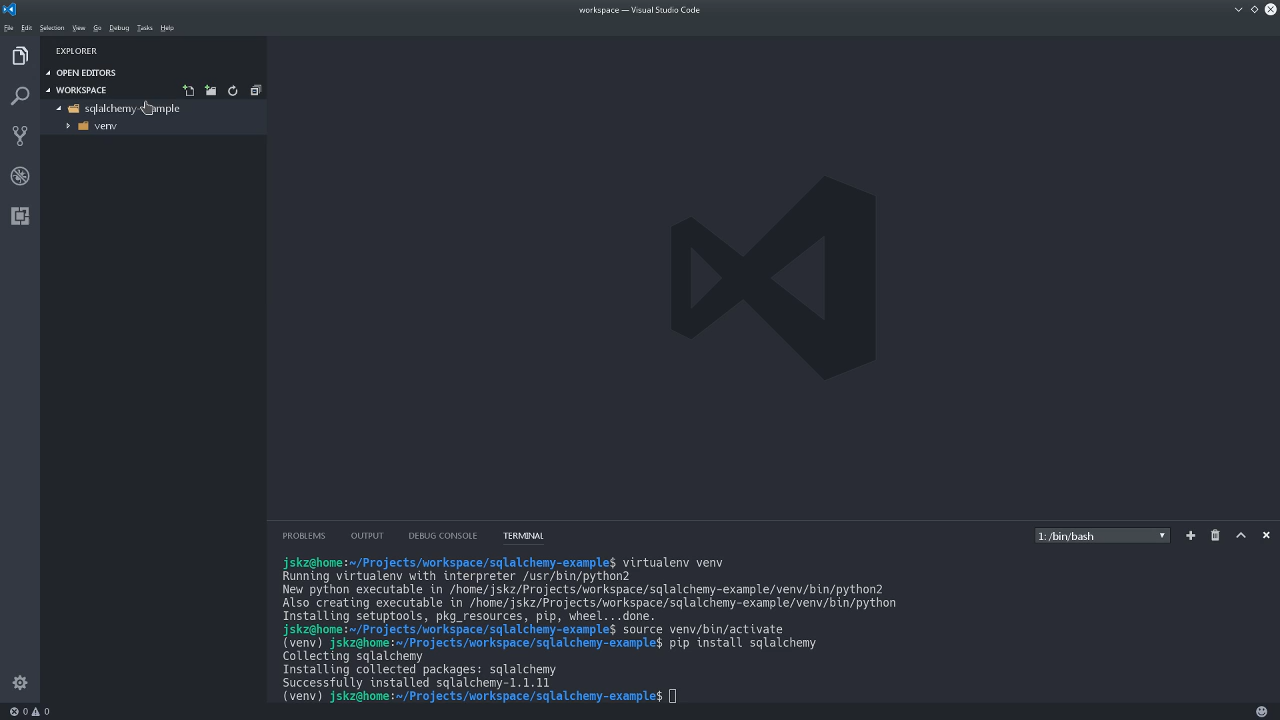 workspace — Visual Studio Code
File Edit Selection View Go Debug Tasks Help
EXPLORER
OPEN EDITORS
WORKSPACE
sqlalchemy-example
venv
PROBLEMS OUTPUT DEBUG CONSOLE TERMINAL
1: /bin/bash
jskz@home:~/Projects/workspace/sqlalchemy-example$ virtualenv venv
Running virtualenv with interpreter /usr/bin/python2
New python executable in /home/jskz/Projects/workspace/sqlalchemy-example/venv/bin/python2
Also creating executable in /home/jskz/Projects/workspace/sqlalchemy-example/venv/bin/python
Installing setuptools, pkg_resources, pip, wheel...done.
jskz@home:~/Projects/workspace/sqlalchemy-example$ source venv/bin/activate
(venv) jskz@home:~/Projects/workspace/sqlalchemy-example$ pip install sqlalchemy
Collecting sqlalchemy
Installing collected packages: sqlalchemy
Successfully installed sqlalchemy-1.1.11
(venv) jskz@home:~/Projects/workspace/sqlalchemy-example$
0 0